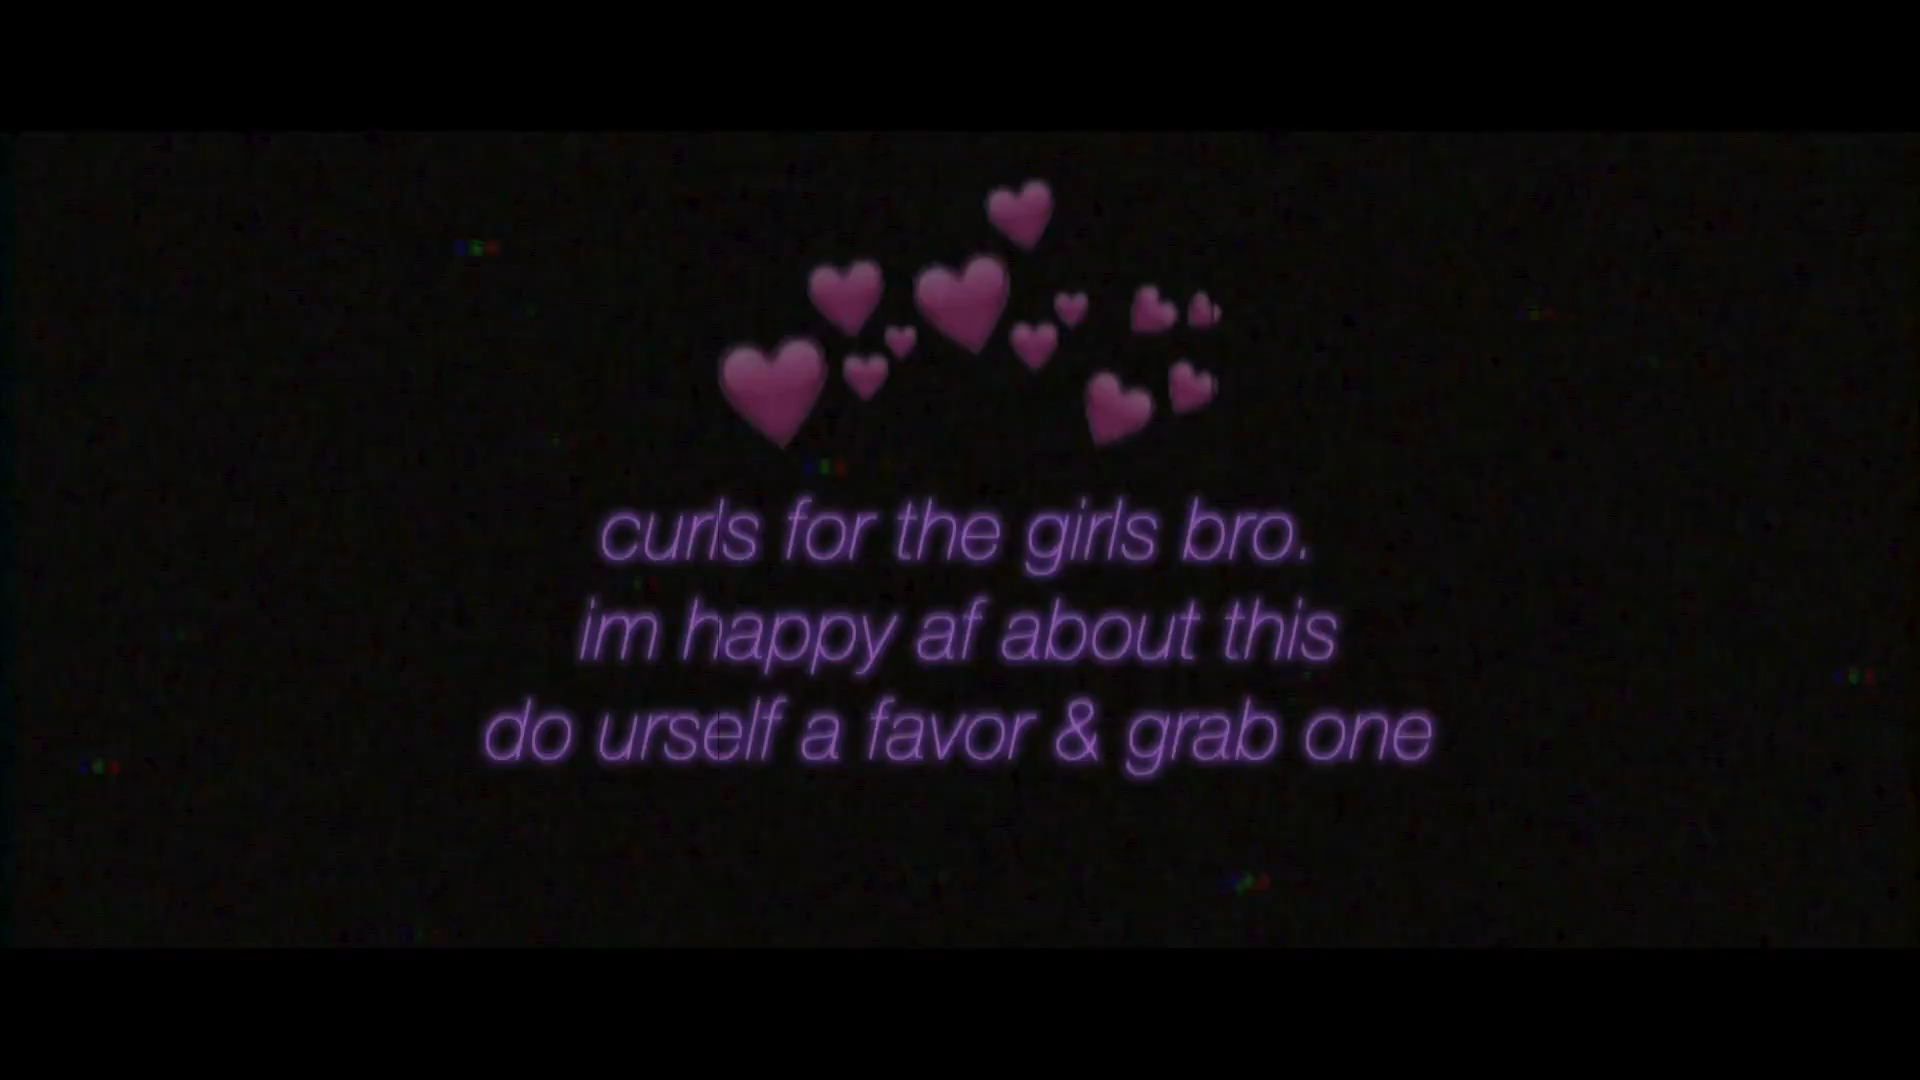 curls for the girls bro.
im happy af about this
do urself a favor & grab one